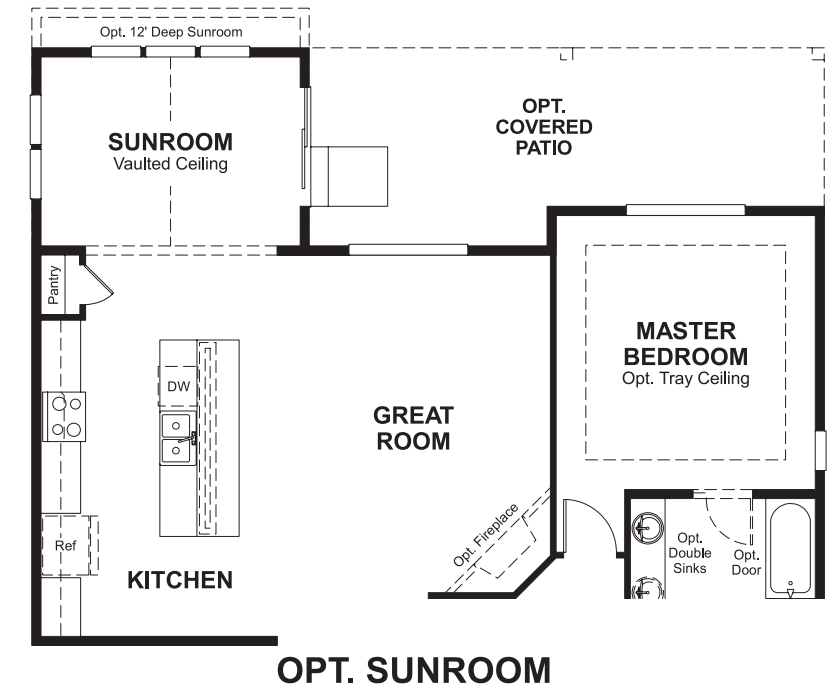 Opt. 12' Deep Sunroom
SUNROOM
Vaulted Ceiling
OPT.
COVERED
PATIO
Pantry
MASTER
BEDROOM
Opt. Tray Ceiling
DW
GREAT
ROOM
Ref
KITCHEN
Opt. Fireplace
Opt.
Double
Sinks
Opt.
Door
OPT. SUNROOM